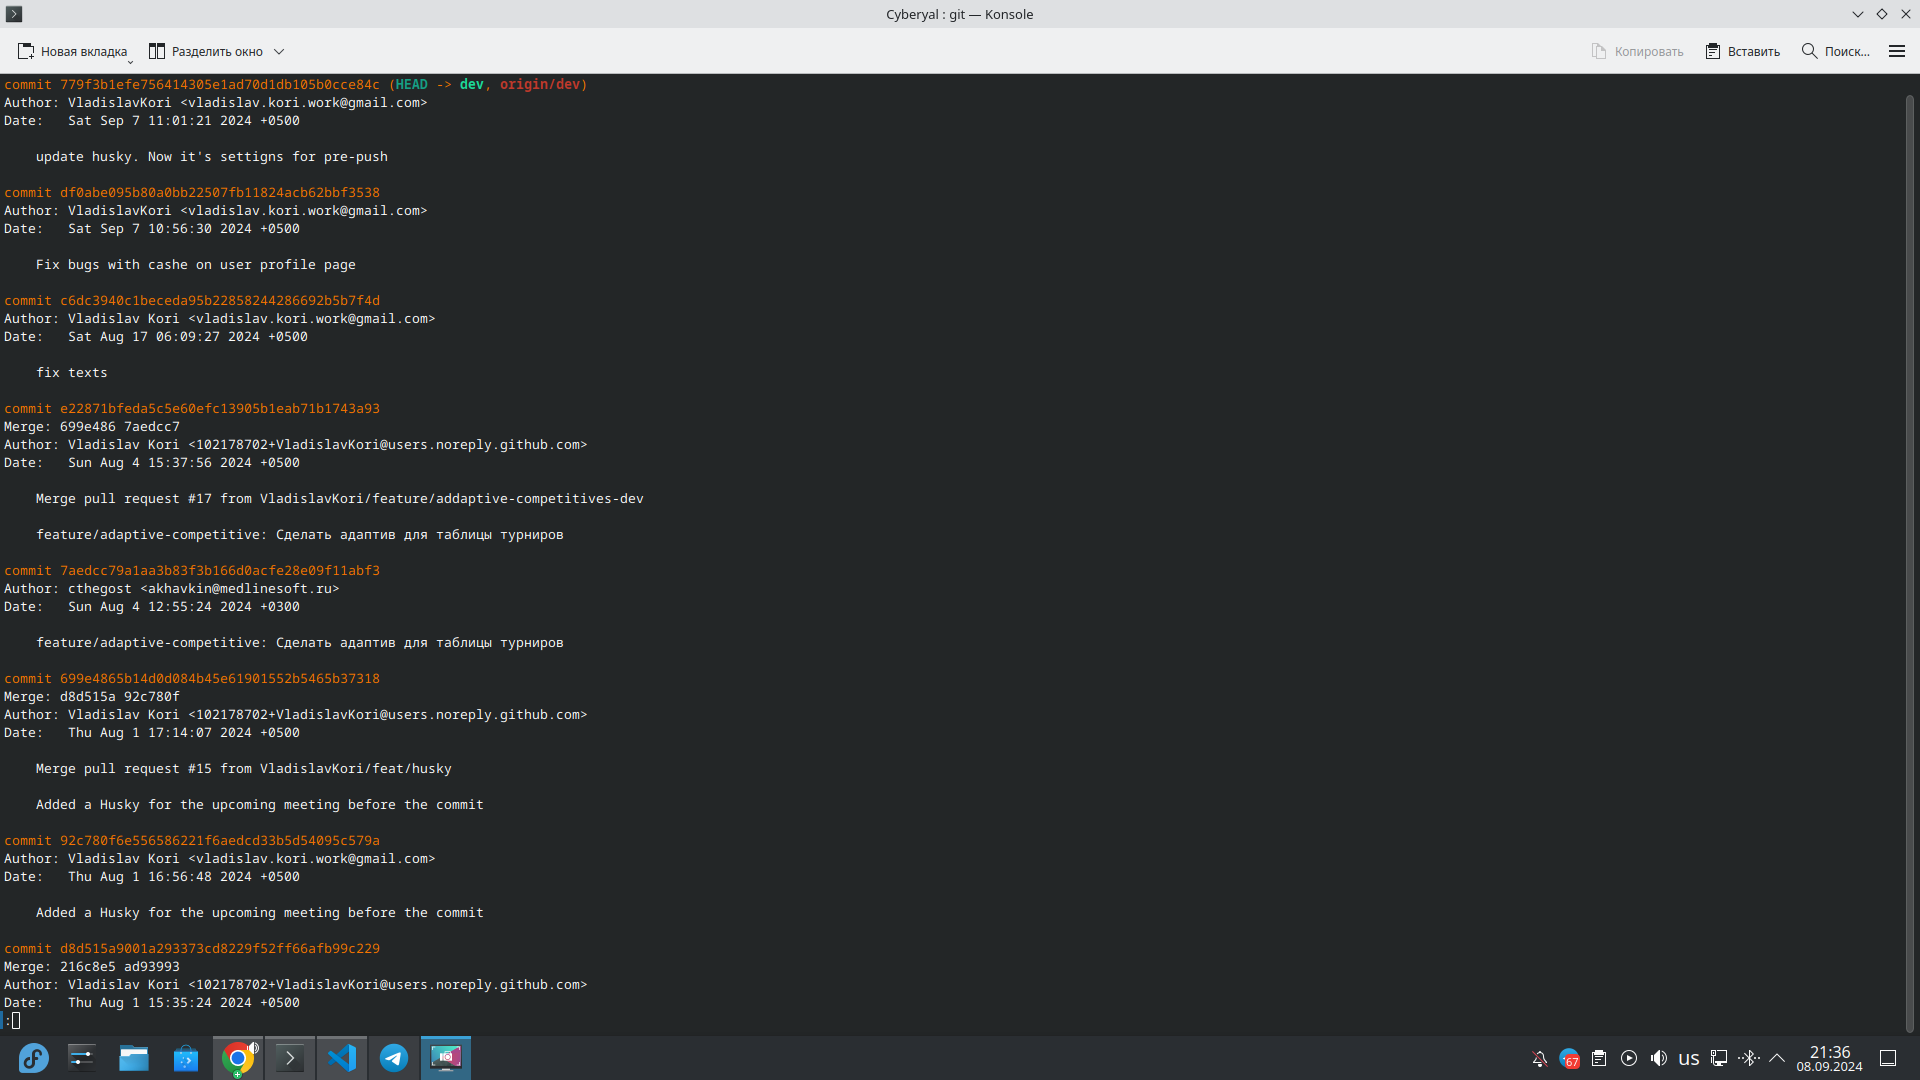 Cyberyal : git — Konsole
Новая вкладка
Разделить окно
Копировать
Вставить
Поиск...
commit 779f3b1efe756414305e1ad70d1db105b0cce84c (HEAD -> dev, origin/dev)
Author: VladislavKori <vladislav.kori.work@gmail.com>
Date:   Sat Sep 7 11:01:21 2024 +0500
update husky. Now it's settigns for pre-push
commit df0abe095b80a0bb22507fb11824acb62bbf3538
Author: VladislavKori <vladislav.kori.work@gmail.com>
Date:   Sat Sep 7 10:56:30 2024 +0500
Fix bugs with cashe on user profile page
commit c6dc3940c1beceda95b22858244286692b5b7f4d
Author: Vladislav Kori <vladislav.kori.work@gmail.com>
Date:   Sat Aug 17 06:09:27 2024 +0500
fix texts
commit e22871bfeda5c5e60efc13905b1eab71b1743a93
Merge: 699e486 7aedcc7
Author: Vladislav Kori <102178702+VladislavKori@users.noreply.github.com>
Date:   Sun Aug 4 15:37:56 2024 +0500
Merge pull request #17 from VladislavKori/feature/addaptive-competitives-dev
feature/adaptive-competitive: Сделать адаптив для таблицы турниров
commit 7aedcc79a1aa3b83f3b166d0acfe28e09f11abf3
Author: cthegost <akhavkin@medlinesoft.ru>
Date:   Sun Aug 4 12:55:24 2024 +0300
feature/adaptive-competitive: Сделать адаптив для таблицы турниров
commit 699e4865b14d0d084b45e61901552b5465b37318
Merge: d8d515a 92c780f
Author: Vladislav Kori <102178702+VladislavKori@users.noreply.github.com>
Date:   Thu Aug 1 17:14:07 2024 +0500
Merge pull request #15 from VladislavKori/feat/husky
Added a Husky for the upcoming meeting before the commit
commit 92c780f6e556586221f6aedcd33b5d54095c579a
Author: Vladislav Kori <vladislav.kori.work@gmail.com>
Date:   Thu Aug 1 16:56:48 2024 +0500
Added a Husky for the upcoming meeting before the commit
commit d8d515a9001a293373cd8229f52ff66afb99c229
Merge: 216c8e5 ad93993
Author: Vladislav Kori <102178702+VladislavKori@users.noreply.github.com>
Date:   Thu Aug 1 15:35:24 2024 +0500
:
67
us
21:36
08.09.2024